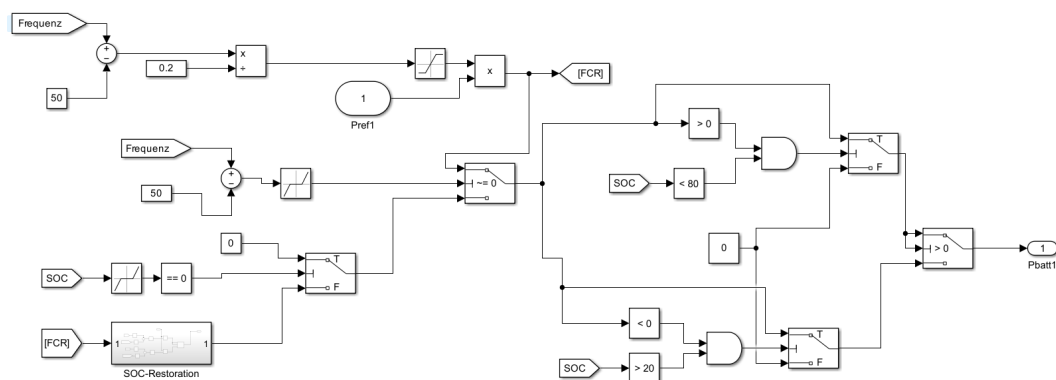 Frequenz
+
−
50
0.2
x
÷
1
Pref1
x
[FCR]
Frequenz
+
−
50
~= 0
SOC
== 0
0
T
F
[FCR]
1
1
SOC-Restoration
> 0
SOC
< 80
T
F
0
> 0
1
Pbatt1
< 0
SOC
> 20
T
F